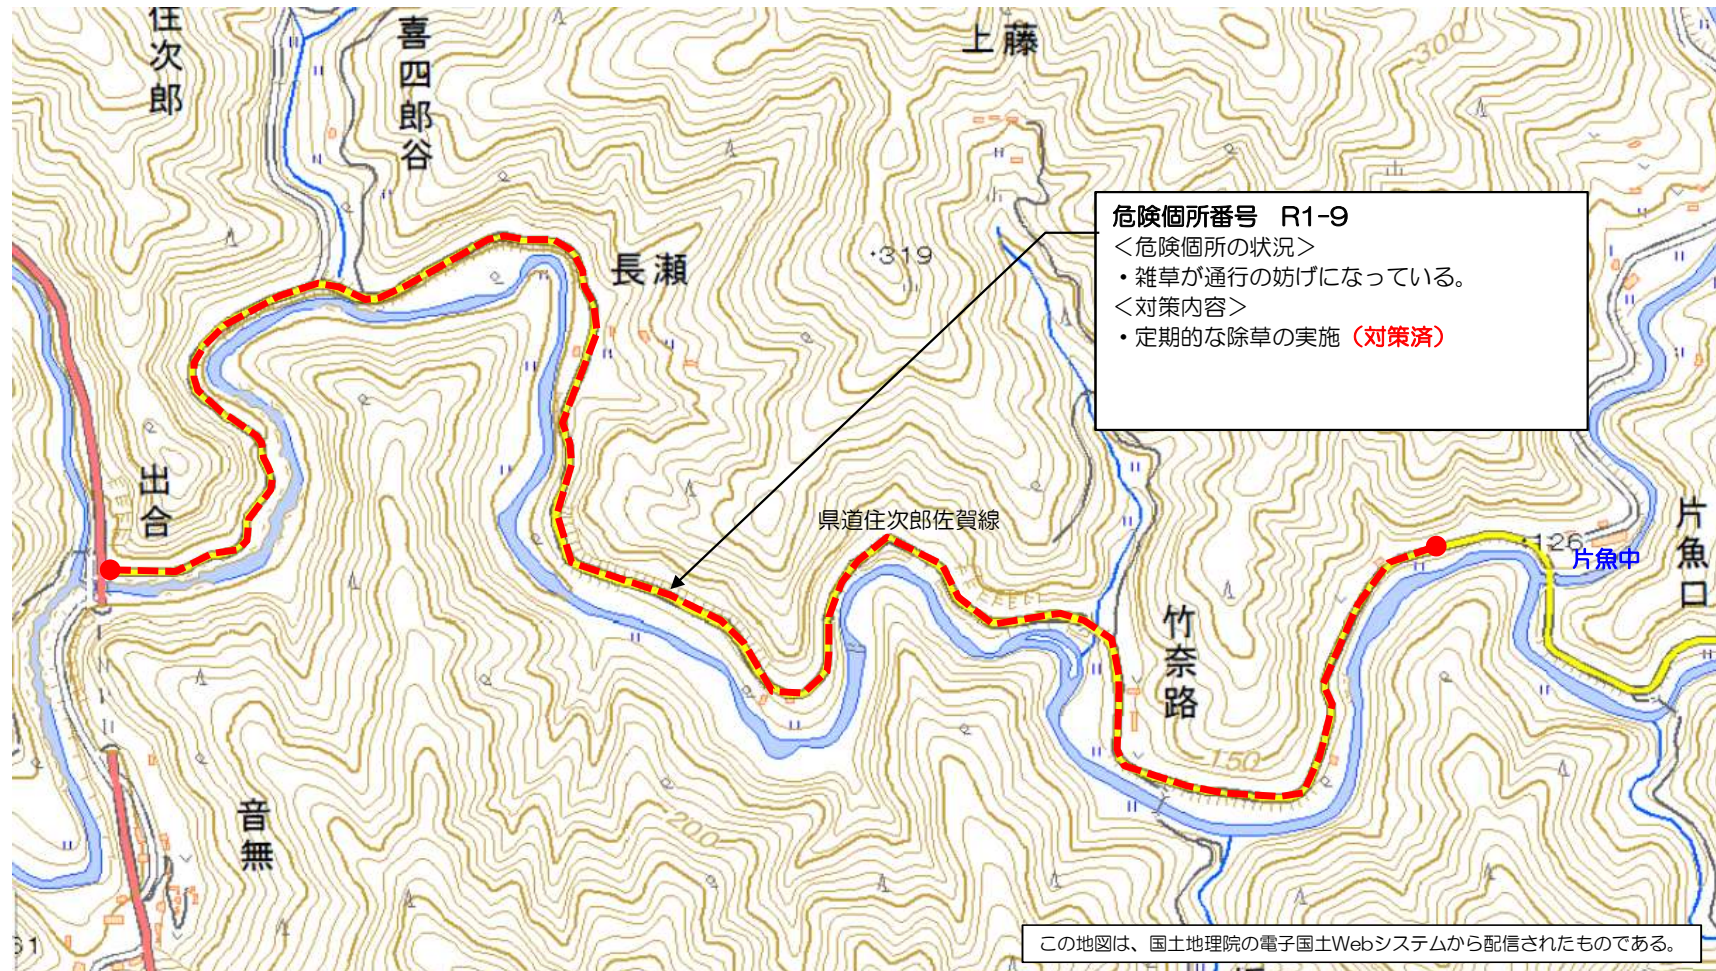 住次郎
喜四郎谷
上藤
300
危険個所番号　R1-9
＜危険個所の状況＞
・雑草が通行の妨げになっている。
＜対策内容＞
・定期的な除草の実施（対策済）
・319
長瀬
出合
県道住次郎佐賀線
・126
片魚中
片魚口
竹奈路
150
200
音無
61
この地図は、国土地理院の電子国土Webシステムから配信されたものである。